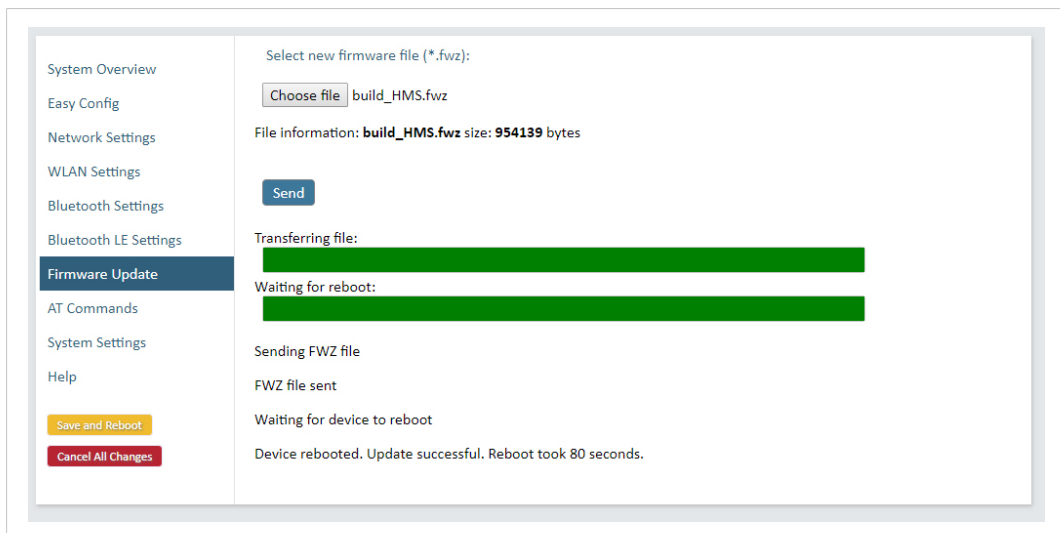 System Overview
Easy Config
Network Settings
WLAN Settings
Bluetooth Settings
Bluetooth LE Settings
Firmware Update
AT Commands
System Settings
Help
Save and Reboot
Cancel All Changes
Select new firmware file (*.fwz):
Choose file build_HMS.fwz
File information: build_HMS.fwz size: 954139 bytes
Send
Transferring file:
Waiting for reboot:
Sending FWZ file
FWZ file sent
Waiting for device to reboot
Device rebooted. Update successful. Reboot took 80 seconds.